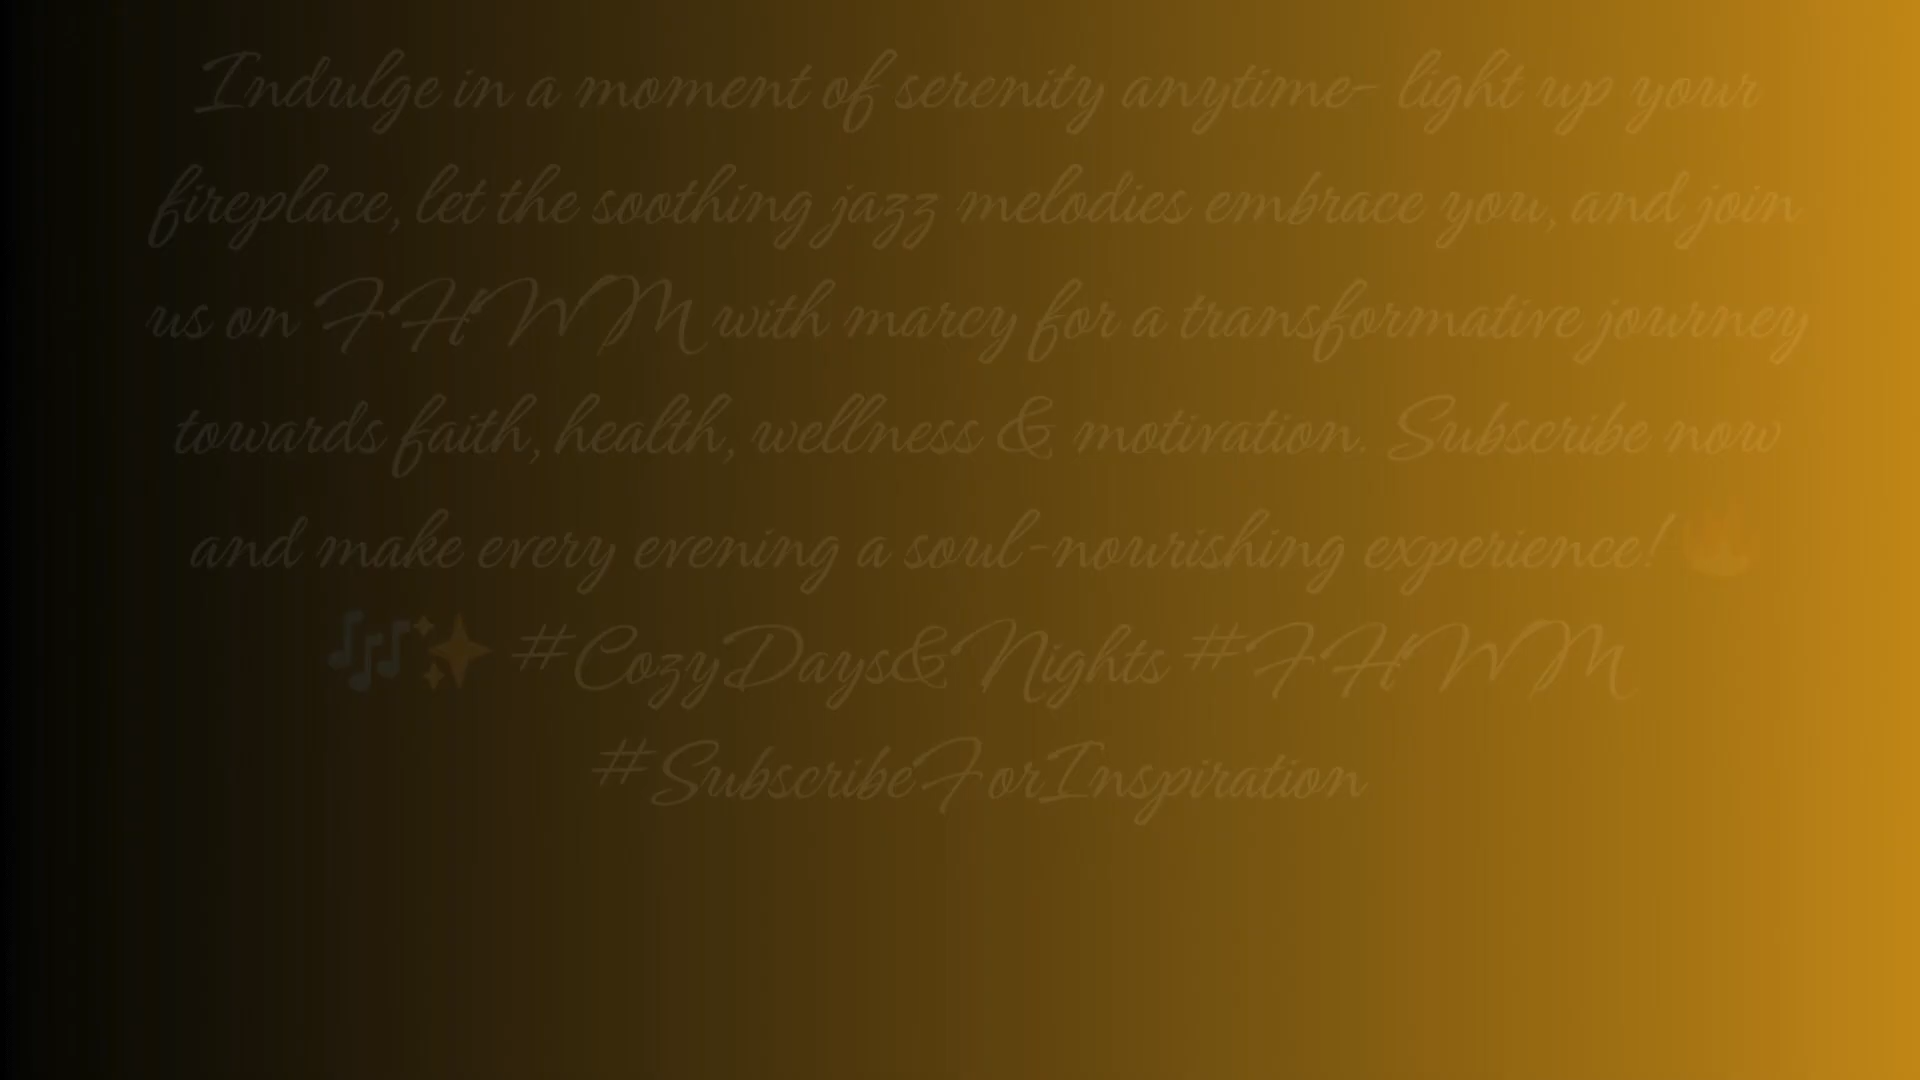 Indulge in a moment of serenity anytime- light up your
fireplace, let the soothing jazz melodies embrace you, and join
us on FHWM with marcy for a transformative journey
towards faith, health, wellness & motivation. Subscribe now
and make every evening a soul-nourishing experience! 🔥
🎶✨ #CozyDays&Nights #FHWM
#SubscribeForInspiration